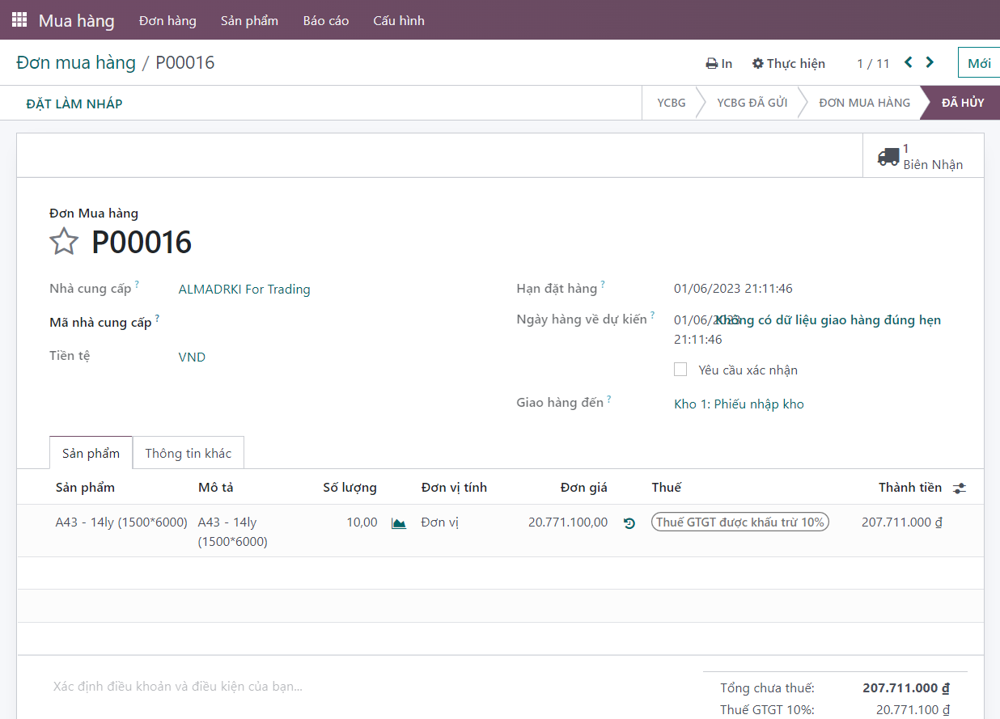 Mua hàng Đơn hàng Sản phẩm Báo cáo Cấu hình
Đơn mua hàng / P00016 In Thực hiện 1 / 11 Mới
ĐẶT LÀM NHÁP YCBG YCBG ĐÃ GỬI ĐƠN MUA HÀNG ĐÃ HỦY
1
Biên Nhận
Đơn Mua hàng
P00016
Nhà cung cấp ? ALMADRKI For Trading Hạn đặt hàng ? 01/06/2023 21:11:46
Mã nhà cung cấp ? Ngày hàng về dự kiến ? 01/06/2023 Không có dữ liệu giao hàng đúng hẹn
21:11:46
Tiền tệ VND
Yêu cầu xác nhận
Giao hàng đến ? Kho 1: Phiếu nhập kho
Sản phẩm Thông tin khác
Sản phẩm Mô tả Số lượng Đơn vị tính Đơn giá Thuế Thành tiền
A43 - 14ly (1500*6000) A43 - 14ly 10,00 Đơn vị 20.771.100,00 Thuế GTGT được khấu trừ 10% 207.711.000 ₫
(1500*6000)
Xác định điều khoản và điều kiện của bạn...
Tổng chưa thuế: 207.711.000 ₫
Thuế GTGT 10%: 20.771.100 ₫